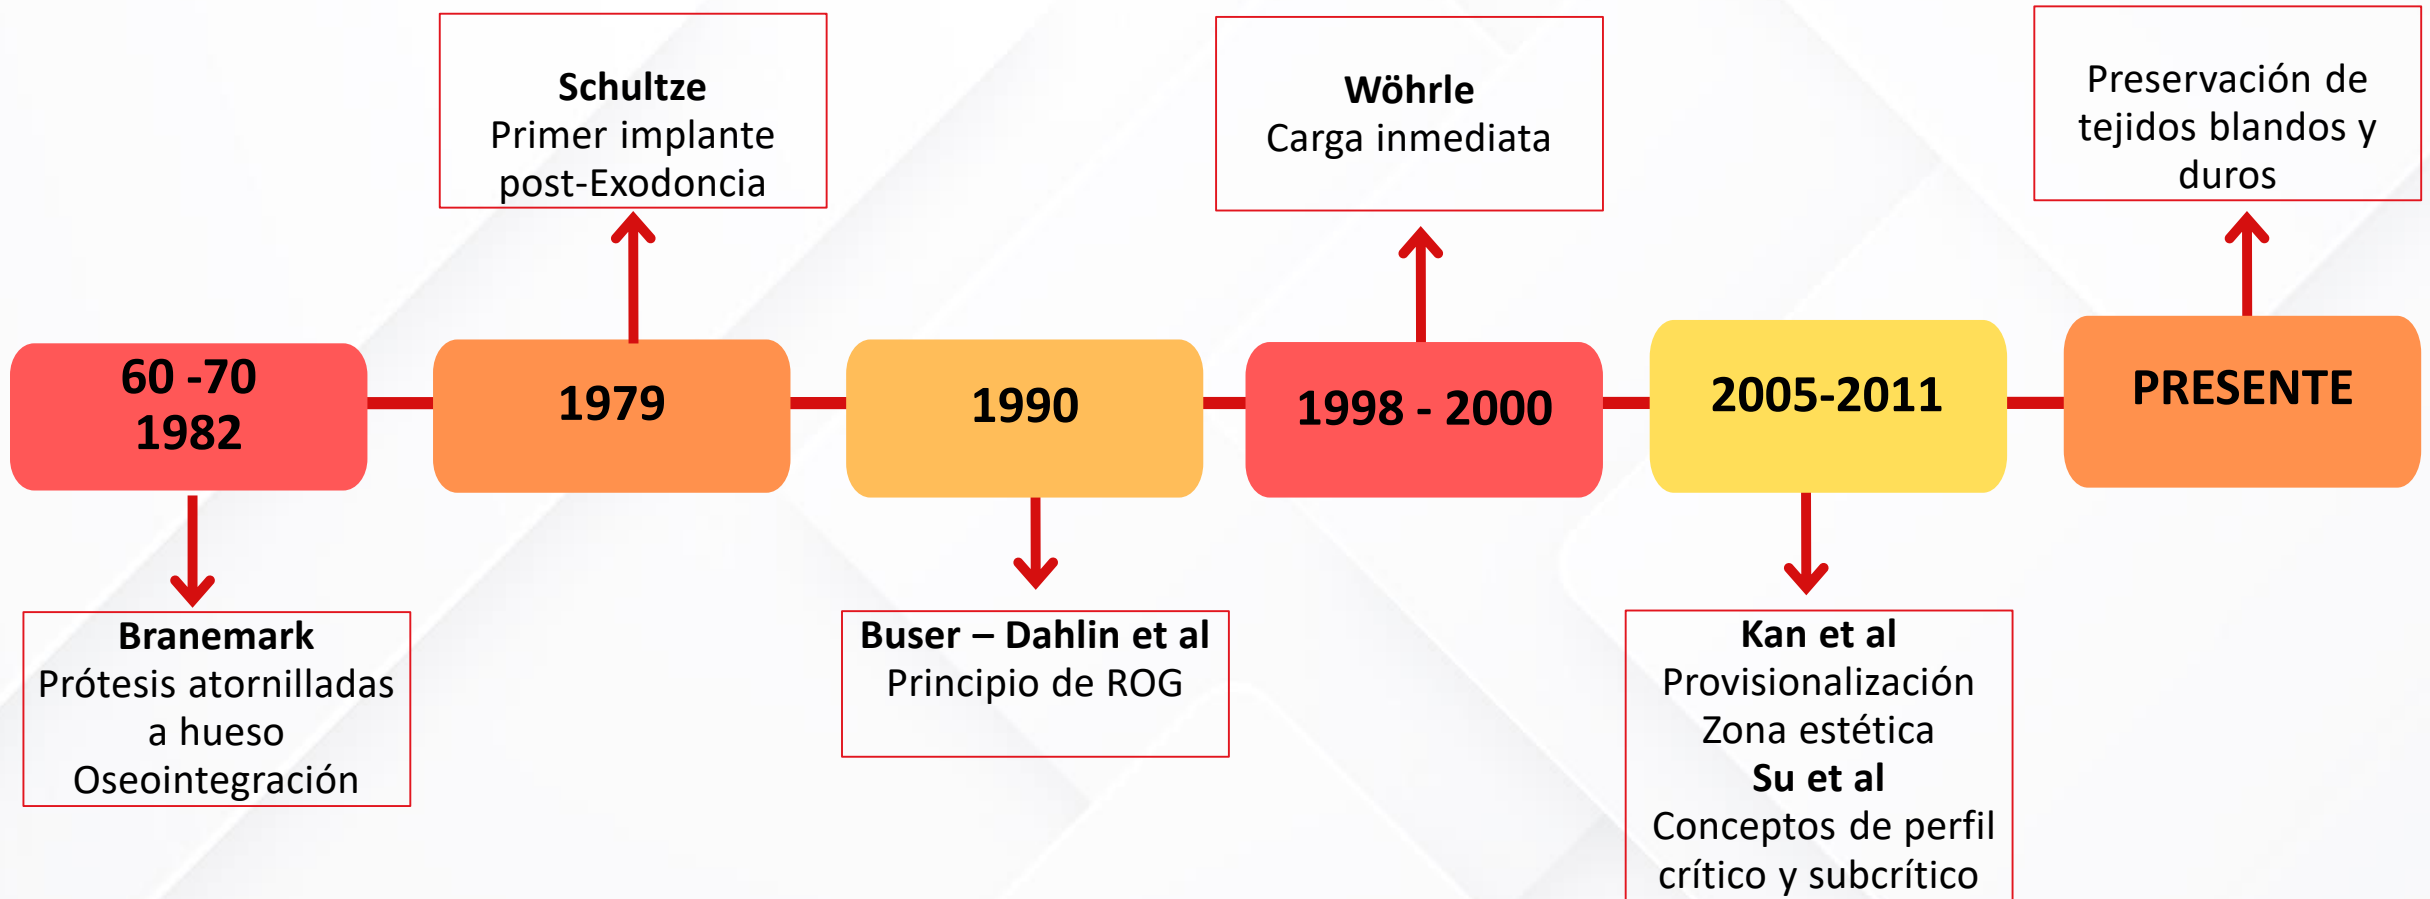 60 -70
1982
Branemark
Prótesis atornilladas
a hueso
Oseointegración
Schultze
Primer implante
post-Exodoncia
1979
1990
Buser – Dahlin et al
Principio de ROG
Wöhrle
Carga inmediata
1998 - 2000
2005-2011
Kan et al
Provisionalización
Zona estética
Su et al
Conceptos de perfil
crítico y subcrítico
Preservación de
tejidos blandos y
duros
PRESENTE